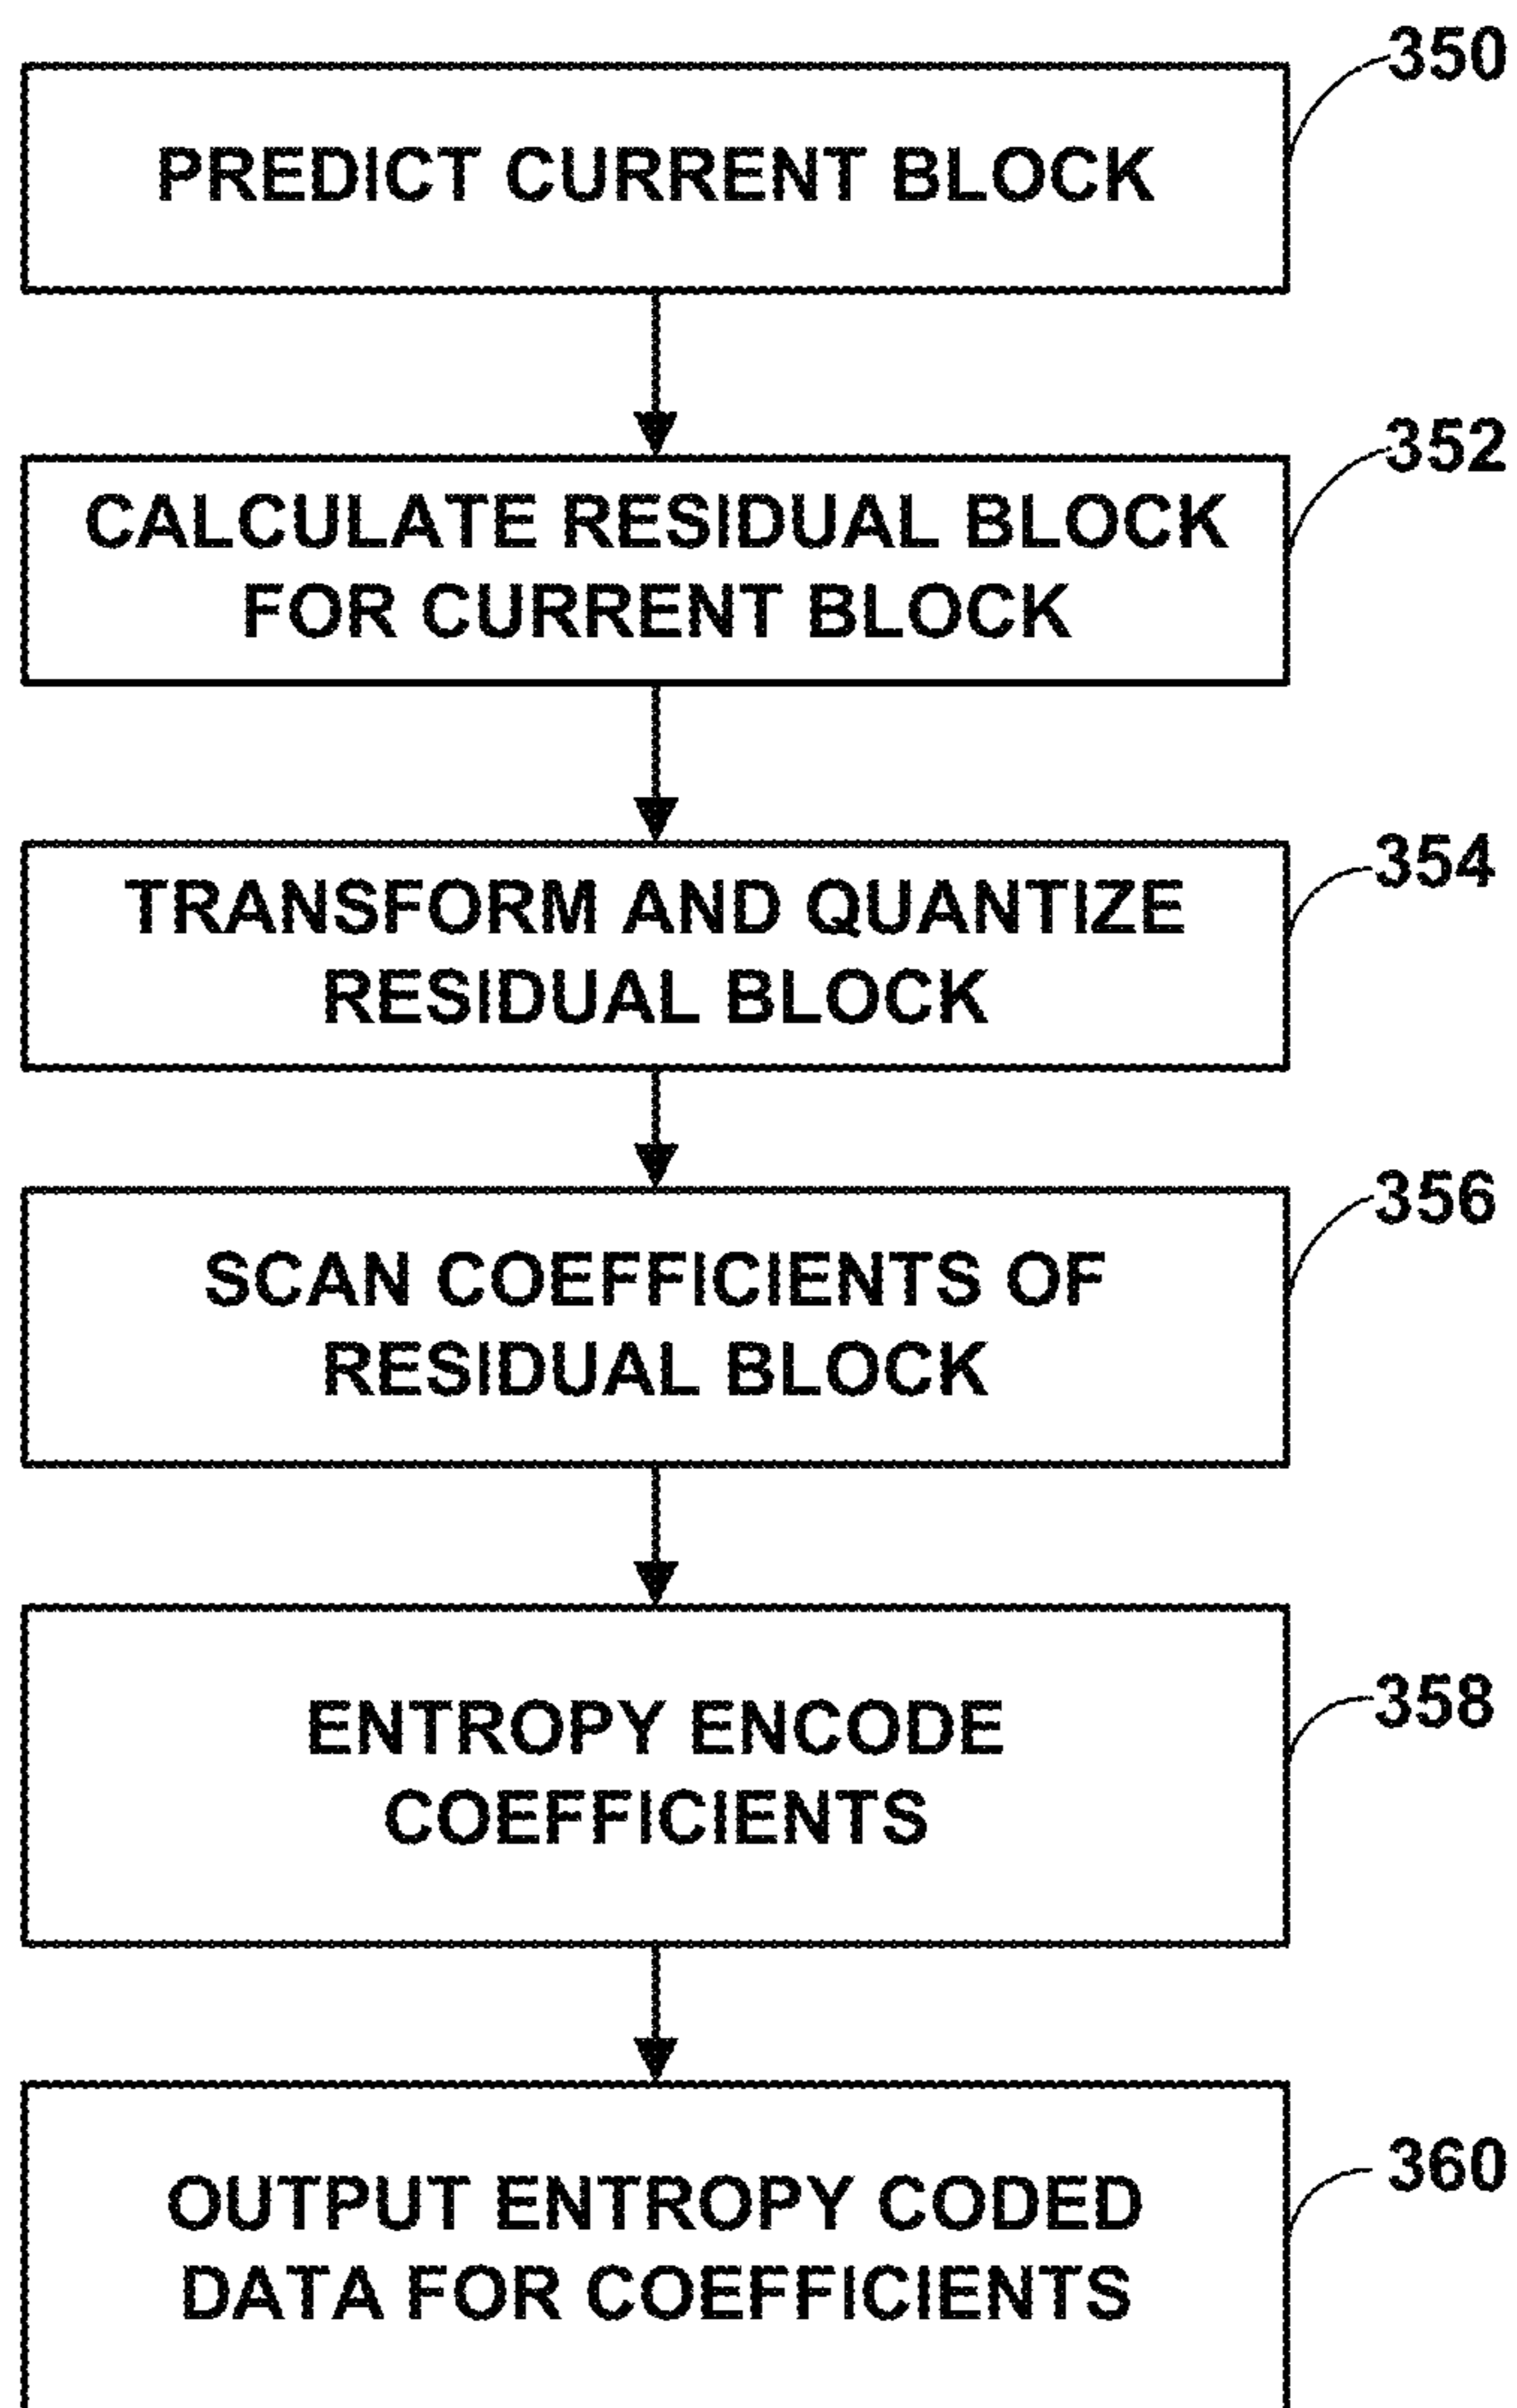 350
PREDICT CURRENT BLOCK
352
CALCULATE RESIDUAL BLOCK
FOR CURRENT BLOCK
354
TRANSFORM AND QUANTIZE
RESIDUAL BLOCK
356
SCAN COEFFICIENTS OF
RESIDUAL BLOCK
358
ENTROPY ENCODE
COEFFICIENTS
360
OUTPUT ENTROPY CODED
DATA FOR COEFFICIENTS